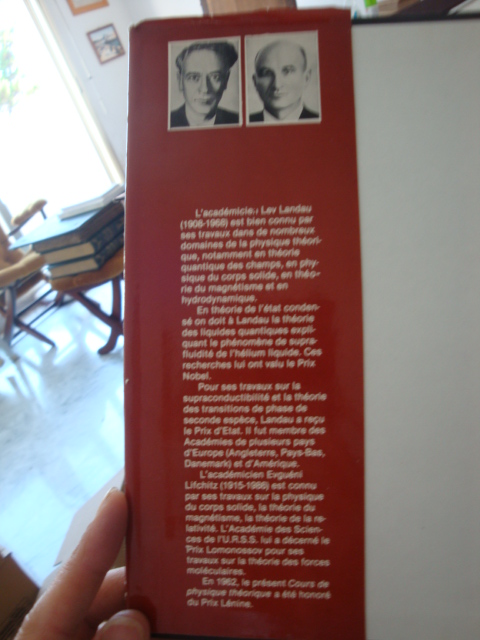 L'académicien Lev Landau
(1908-1968) est bien connu par
ses travaux dans de nombreux
domaines de la physique théori-
que, notamment en théorie
quantique des champs, en phy-
sique du corps solide, en théo-
rie du magnétisme et en
hydrodynamique.
En théorie de l'état conden-
sé on doit à Landau la théorie
des liquides quantiques expli-
quant le phénomène de supra-
fluidité de l'hélium liquide. Ces
recherches lui ont valu le Prix
Nobel.
Pour ses travaux sur la
supraconductibilité et la théorie
des transitions de phase de
seconde espèce, Landau a reçu
le Prix d'Etat. Il fut membre des
Académies de plusieurs pays
d'Europe (Angleterre, Pays-Bas,
Danemark) et d'Amérique.
L'académicien Evguéni
Lifchitz (1915-1986) est connu
par ses travaux sur la physique
du corps solide, la théorie du
magnétisme, la théorie de la re-
lativité. L'Académie des Scien-
ces de l'U.R.S.S. lui a décerné le
Prix Lomonossov pour ses
travaux sur la théorie des forces
moléculaires.
En 1962, le présent Cours de
physique théorique a été honoré
du Prix Lénine.